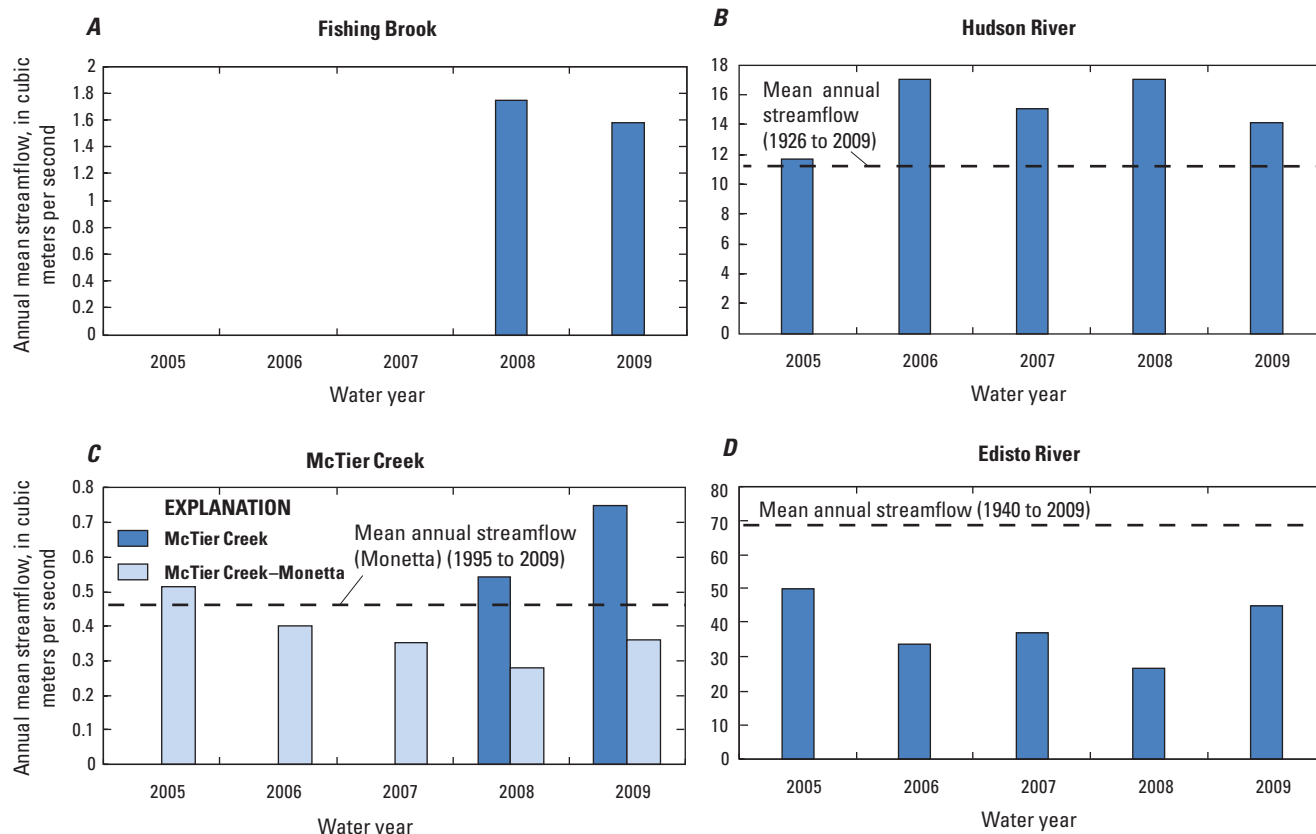 A
Fishing Brook
Annual mean streamflow, in cubic
meters per second
2
1.8
1.6
1.4
1.2
1
0.8
0.6
0.4
0.2
0
2005 2006 2007 2008 2009
Water year
B
Hudson River
18
16
14
12
10
8
6
4
2
0
Mean annual
streamflow
(1926 to 2009)
2005 2006 2007 2008 2009
Water year
C
McTier Creek
Annual mean streamflow, in cubic
meters per second
0.8
0.7
0.6
0.5
0.4
0.3
0.2
0.1
0
EXPLANATION
McTier Creek
McTier Creek–Monetta
Mean annual streamflow
(Monetta) (1995 to 2009)
2005 2006 2007 2008 2009
Water year
D
Edisto River
80
70
60
50
40
30
20
10
0
Mean annual streamflow (1940 to 2009)
2005 2006 2007 2008 2009
Water year